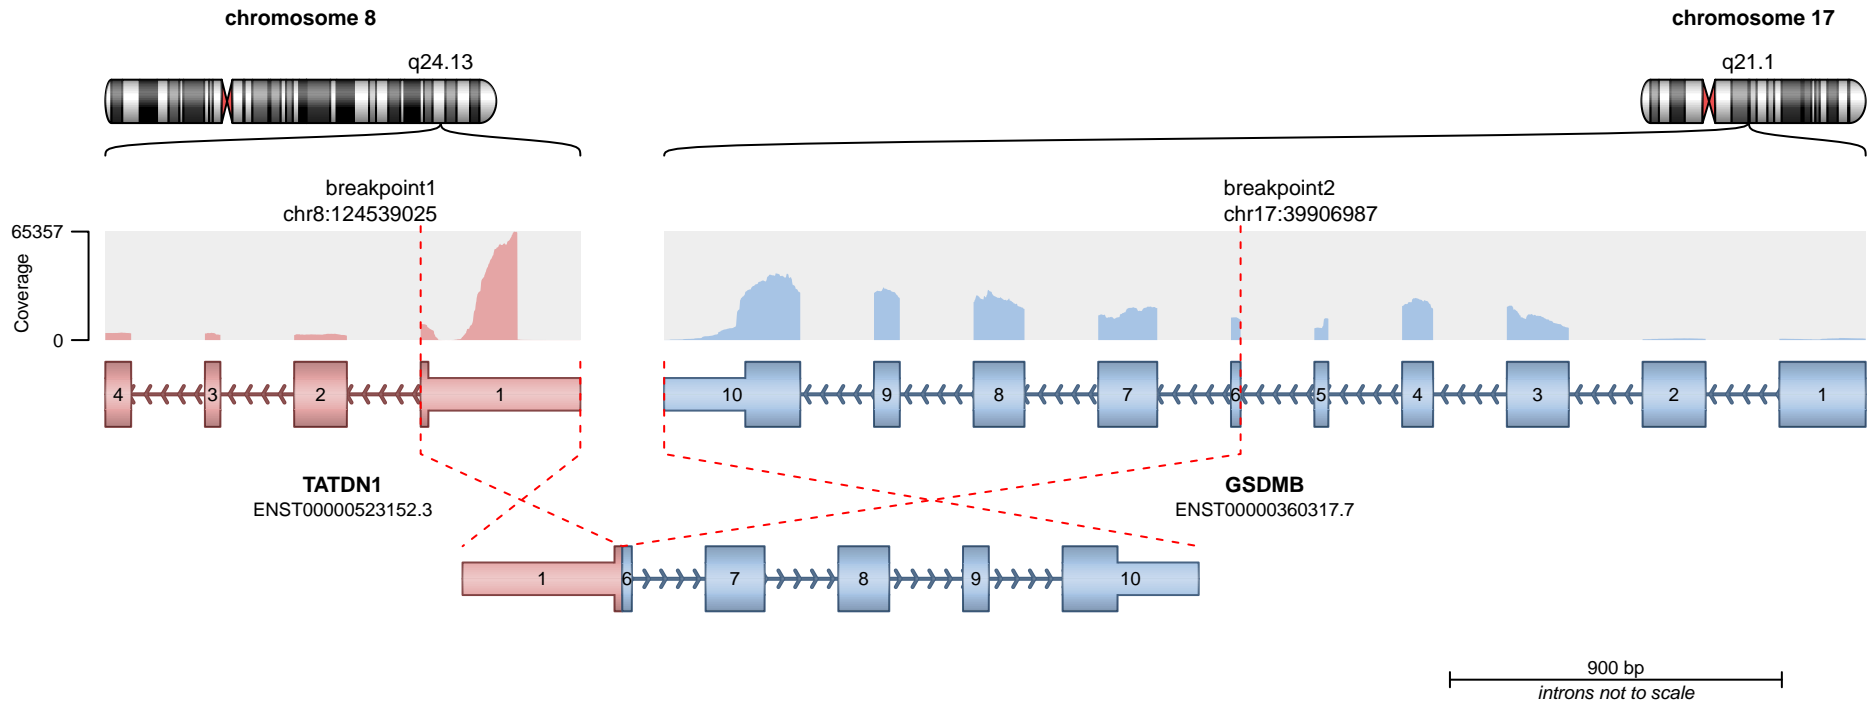 chromosome 8
chromosome 17
q24.13
q21.1
breakpoint1
chr8:124539025
breakpoint2
chr17:39906987
65357
Coverage
0
4 3 2 1
10 9 8 7 6 5 4 3 2 1
TATDN1
ENST00000523152.3
GSDMB
ENST00000360317.7
1 6 7 8 9 10
900 bp
introns not to scale